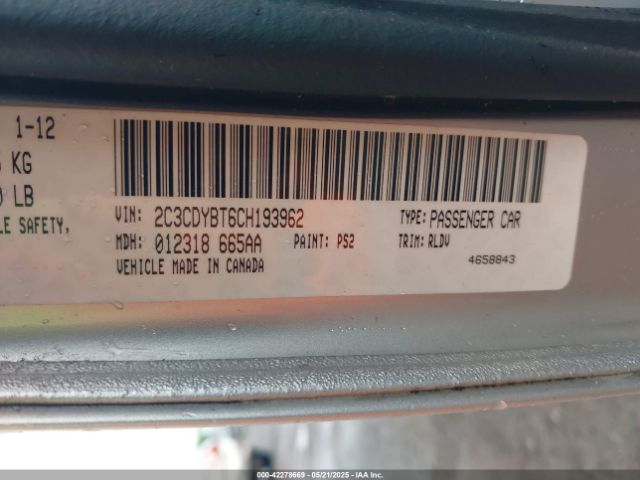 1-12
KG
LB
SAFETY.
VIN: 2C3CDYBT6CH193962 TYPE: PASSENGER CAR
MDH: 012318 665AA PAINT: PS2 TRIM: RLDV
VEHICLE MADE IN CANADA 4658843
000-42278669 - 05/21/2025 - IAA Inc.